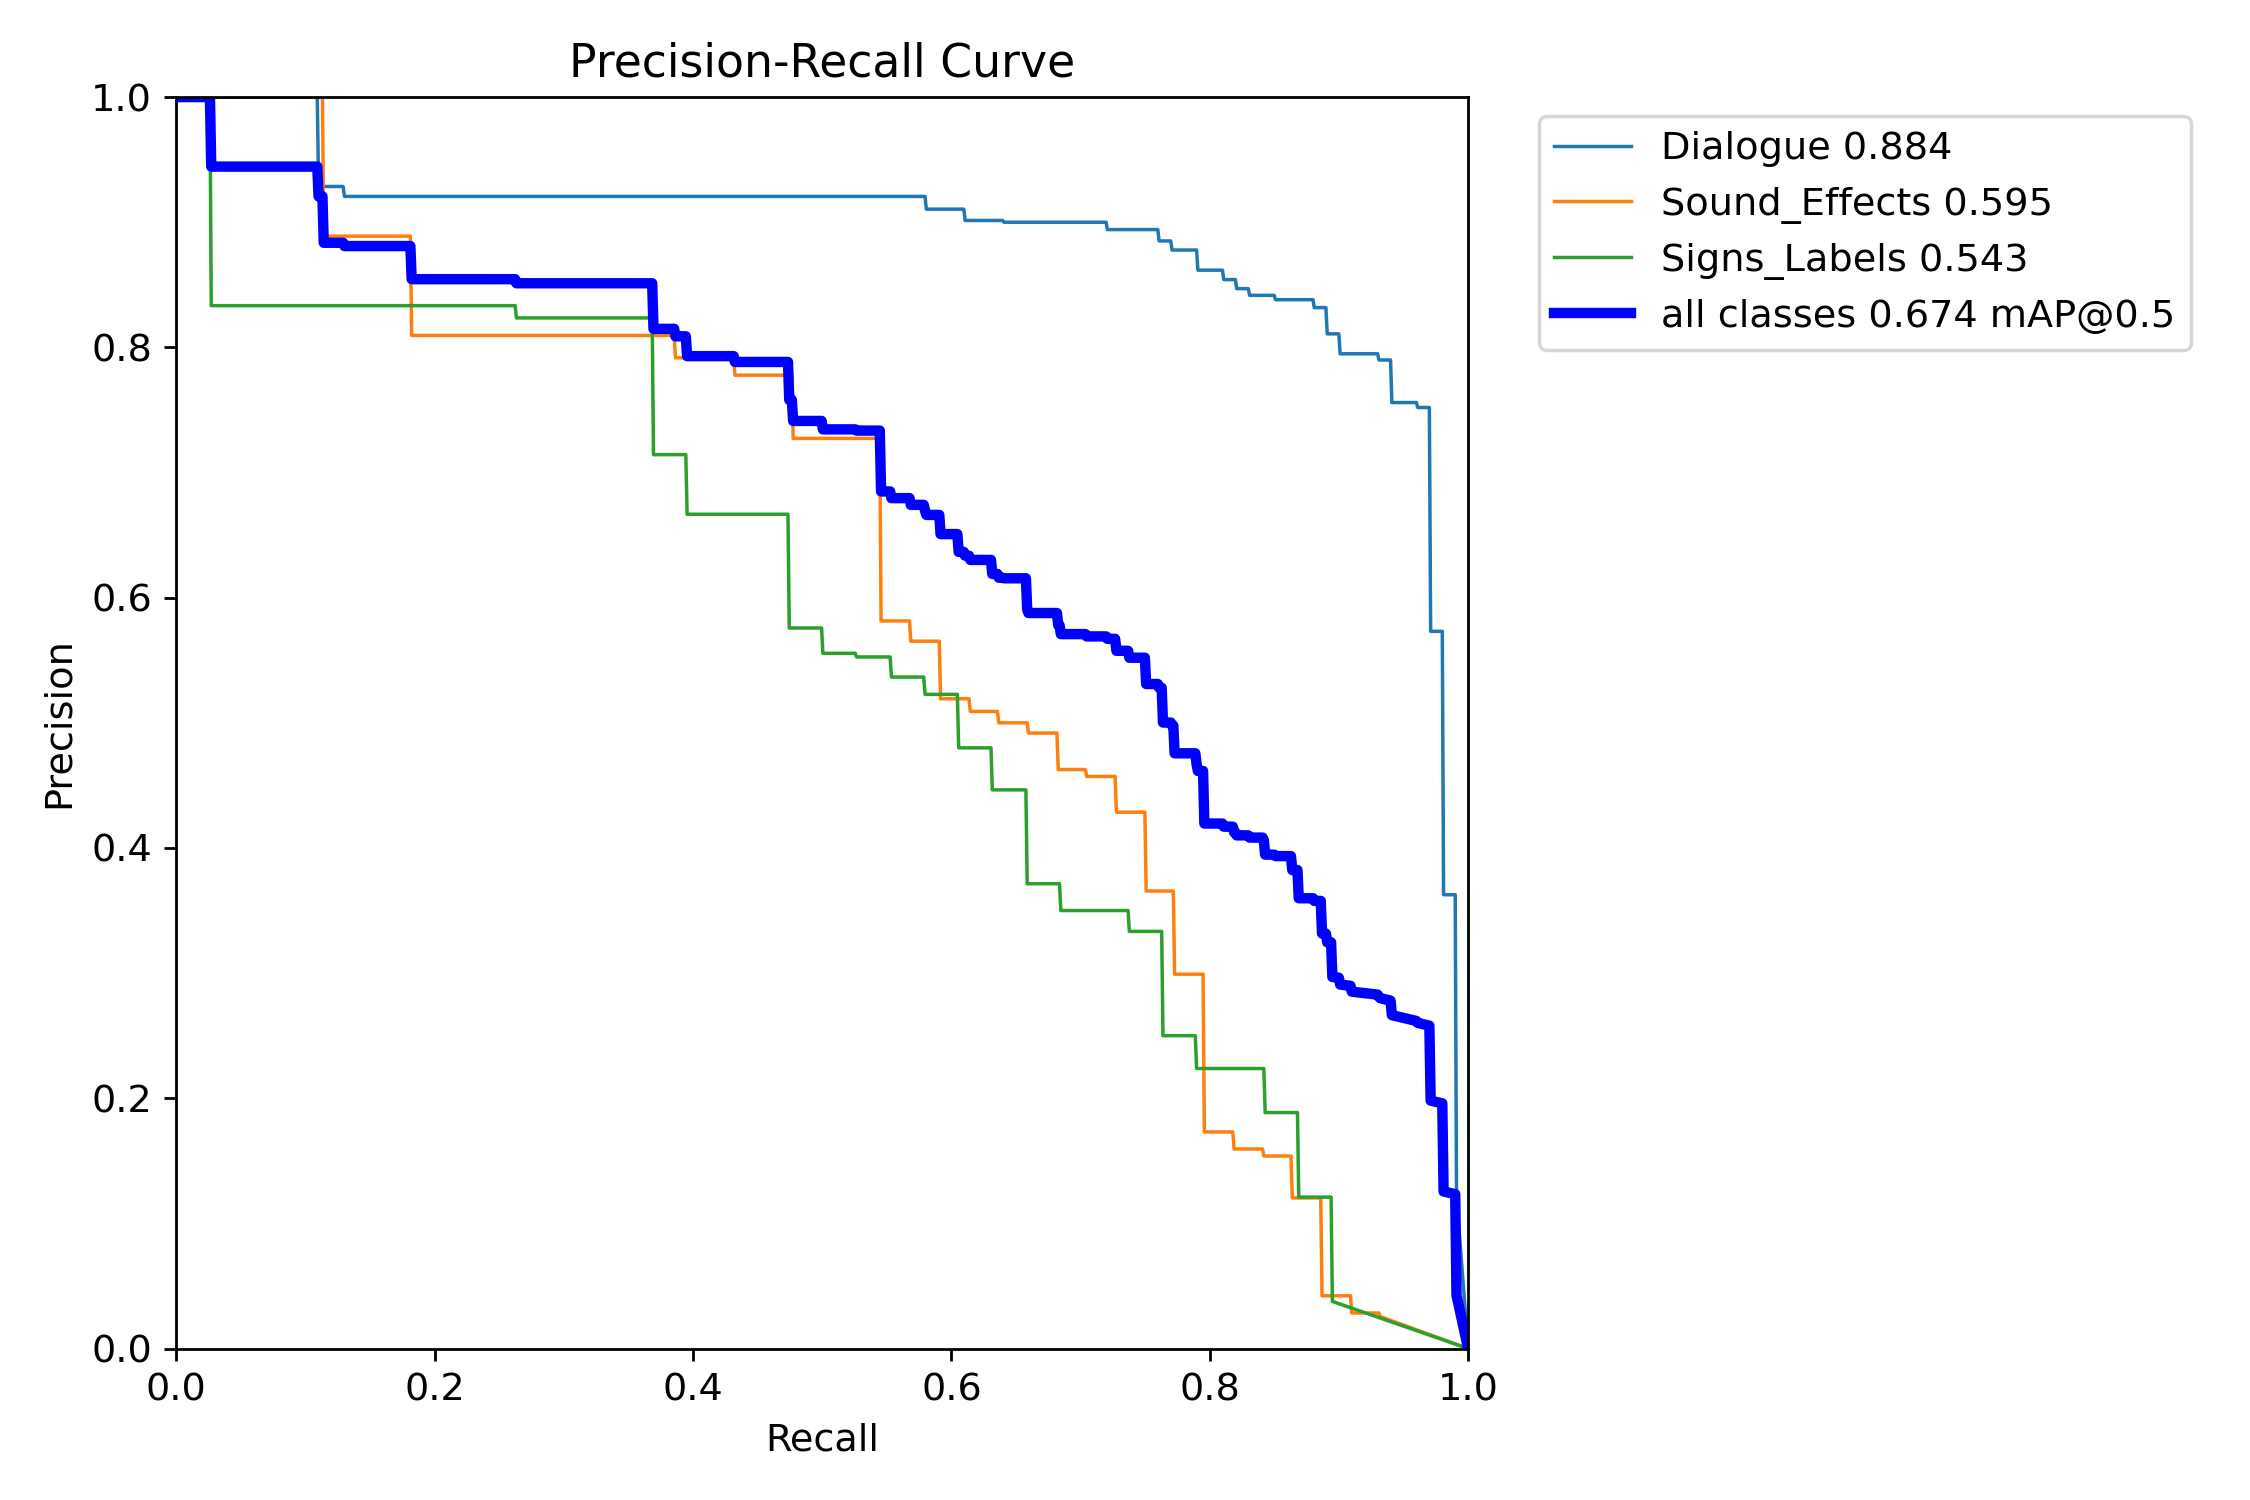 Precision-Recall Curve
1.0
0.8
0.6
0.4
0.2
0.0
Precision
0.0 0.2 0.4 0.6 0.8 1.0
Recall
Dialogue 0.884
Sound_Effects 0.595
Signs_Labels 0.543
all classes 0.674 mAP@0.5